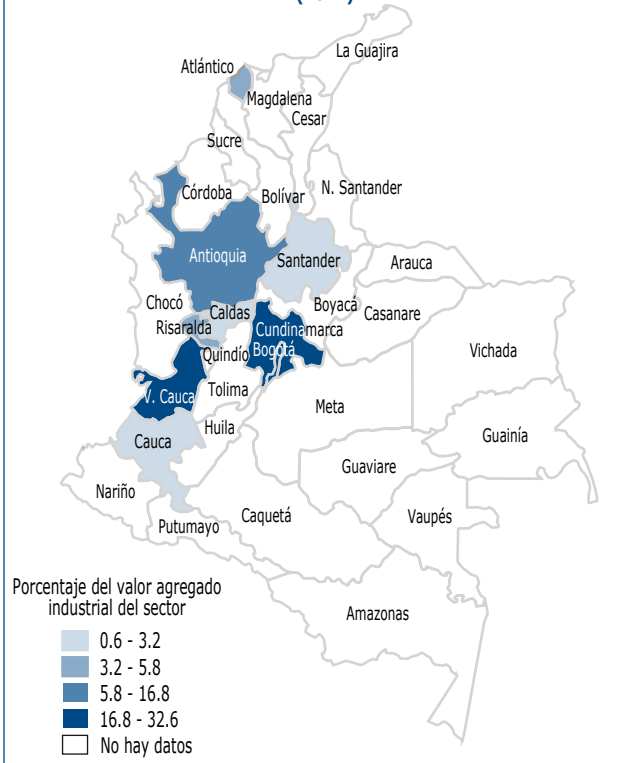 La Guajira
Atlántico
Magdalena
Cesar
Sucre
Córdoba
Bolívar
N. Santander
Antioquia
Santander
Arauca
Chocó
Caldas
Boyacá
Casanare
Risaralda
Cundinamarca
Quindío
Bogotá
Vichada
V. Cauca
Tolima
Meta
Cauca
Huila
Guainía
Guaviare
Nariño
Caquetá
Vaupés
Putumayo
Amazonas
Porcentaje del valor agregado
industrial del sector
0.6 - 3.2
3.2 - 5.8
5.8 - 16.8
16.8 - 32.6
No hay datos